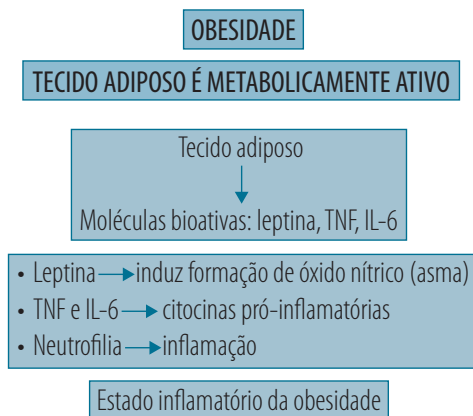 OBESIDADE
TECIDO ADIPOSO É METABOLICAMENTE ATIVO
Tecido adiposo
Moléculas bioativas: leptina, TNF, IL-6
• Leptina → induz formação de óxido nítrico (asma)
• TNF e IL-6 → citocinas pró-inflamatórias
• Neutrofilia → inflamação
Estado inflamatório da obesidade